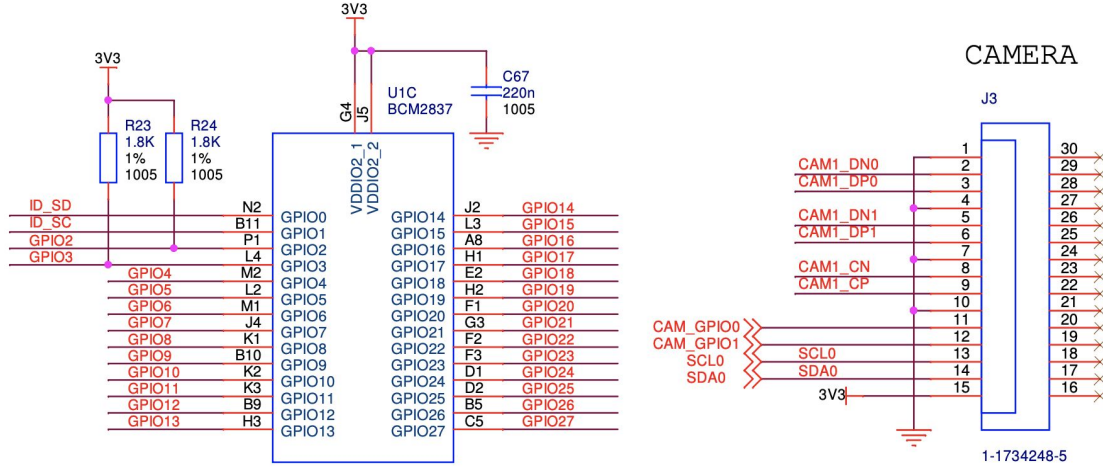 3V3
3V3
C67
220n
1005
U1C
BCM2837
R23
1.8K
1%
1005
R24
1.8K
1%
1005
G4
J5
VDDIO2_1
VDDIO2_2
ID_SD N2 GPIO0
ID_SC B11 GPIO1
GPIO2 P1 GPIO2
GPIO3 L4 GPIO3
GPIO4 M2 GPIO4
GPIO5 L2 GPIO5
GPIO6 M1 GPIO6
GPIO7 J4 GPIO7
GPIO8 K1 GPIO8
GPIO9 B10 GPIO9
GPIO10 K2 GPIO10
GPIO11 K3 GPIO11
GPIO12 B9 GPIO12
GPIO13 H3 GPIO13
GPIO14 J2 GPIO14
GPIO15 L3 GPIO15
GPIO16 A8 GPIO16
GPIO17 H1 GPIO17
GPIO18 E2 GPIO18
GPIO19 H2 GPIO19
GPIO20 F1 GPIO20
GPIO21 G3 GPIO21
GPIO22 F2 GPIO22
GPIO23 F3 GPIO23
GPIO24 D1 GPIO24
GPIO25 D2 GPIO25
GPIO26 B5 GPIO26
GPIO27 C5 GPIO27
CAMERA
J3
1 30
CAM1_DN0 2 29
CAM1_DP0 3 28
4 27
CAM1_DN1 5 26
CAM1_DP1 6 25
7 24
CAM1_CN 8 23
CAM1_CP 9 22
10 21
CAM_GPIO0 11 20
CAM_GPIO1 12 19
SCL0 SCL0 13 18
SDA0 SDA0 14 17
3V3 15 16
1-1734248-5